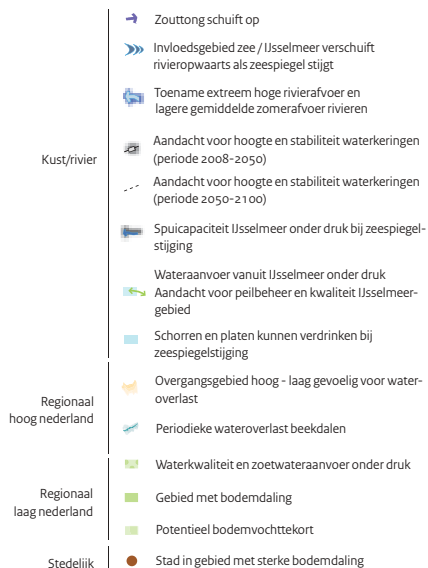 Kust/rivier
Zouttong schuift op
Invloedsgebied zee / IJsselmeer verschuift
rivieropwaarts als zeespiegel stijgt
Toename extreem hoge rivierafvoer en
lagere gemiddelde zomerafvoer rivieren
Aandacht voor hoogte en stabiliteit waterkeringen
(periode 2008-2050)
Aandacht voor hoogte en stabiliteit waterkeringen
(periode 2050-2100)
Spuicapaciteit IJsselmeer onder druk bij zeespiegel-
stijging
Wateraanvoer vanuit IJsselmeer onder druk
Aandacht voor peilbeheer en kwaliteit IJsselmeer-
gebied
Schorren en platen kunnen verdrinken bij
zeespiegelstijging
Regionaal
hoog nederland
Overgangsgebied hoog - laag gevoelig voor water-
overlast
Periodieke wateroverlast beekdalen
Regionaal
laag nederland
Waterkwaliteit en zoetwateraanvoer onder druk
Gebied met bodemdaling
Potentieel bodemvochttekort
Stedelijk
Stad in gebied met sterke bodemdaling